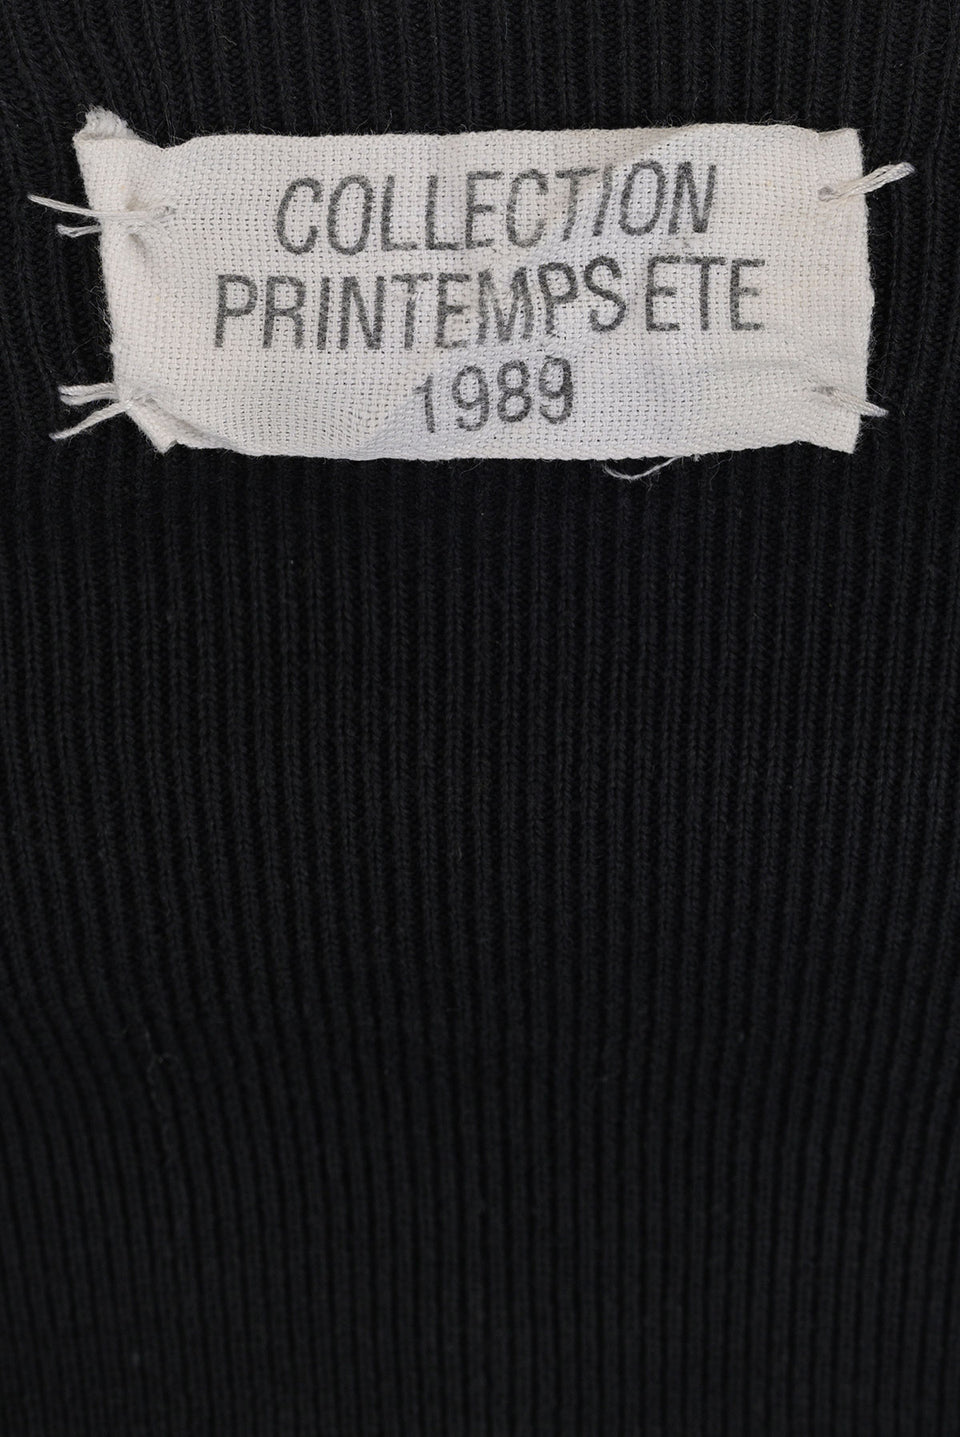 COLLECTION
PRINTEMPS ETE
1989